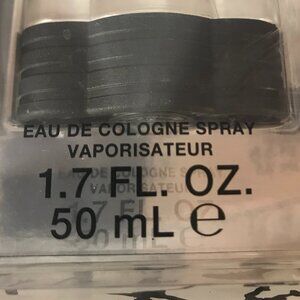 EAU DE COLOGNE SPRAY
VAPORISATEUR
1.7 FL. OZ.
50 mL ℮